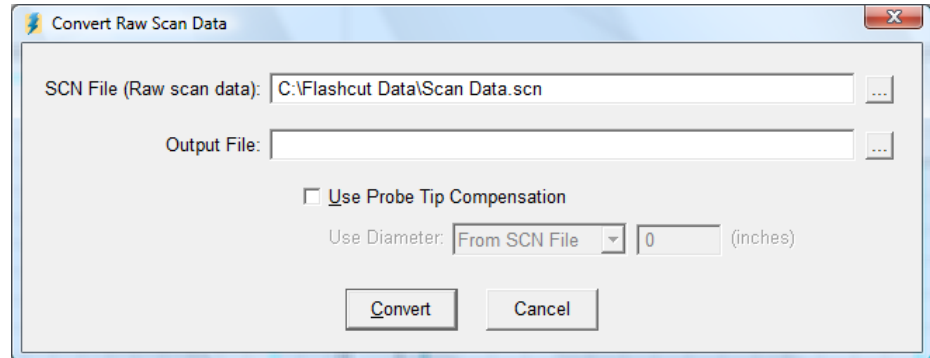 Convert Raw Scan Data
SCN File (Raw scan data): C:\Flashcut Data\Scan Data.scn ...
Output File: ...
Use Probe Tip Compensation
Use Diameter: From SCN File 0 (inches)
Convert Cancel